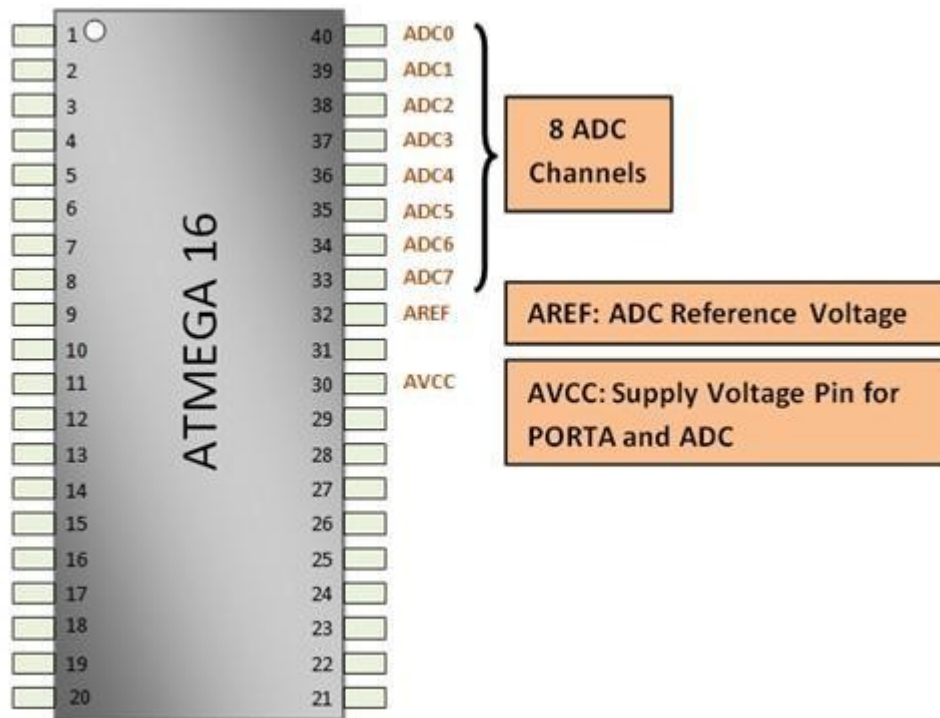 1 40 ADC0
2 39 ADC1
3 38 ADC2
4 37 ADC3
5 36 ADC4
6 35 ADC5
7 34 ADC6
8 33 ADC7
9 32 AREF
10 31
11 30 AVCC
12 29
13 28
14 27
15 26
16 25
17 24
18 23
19 22
20 21
ATMEGA 16
8 ADC
Channels
AREF: ADC Reference Voltage
AVCC: Supply Voltage Pin for
PORTA and ADC